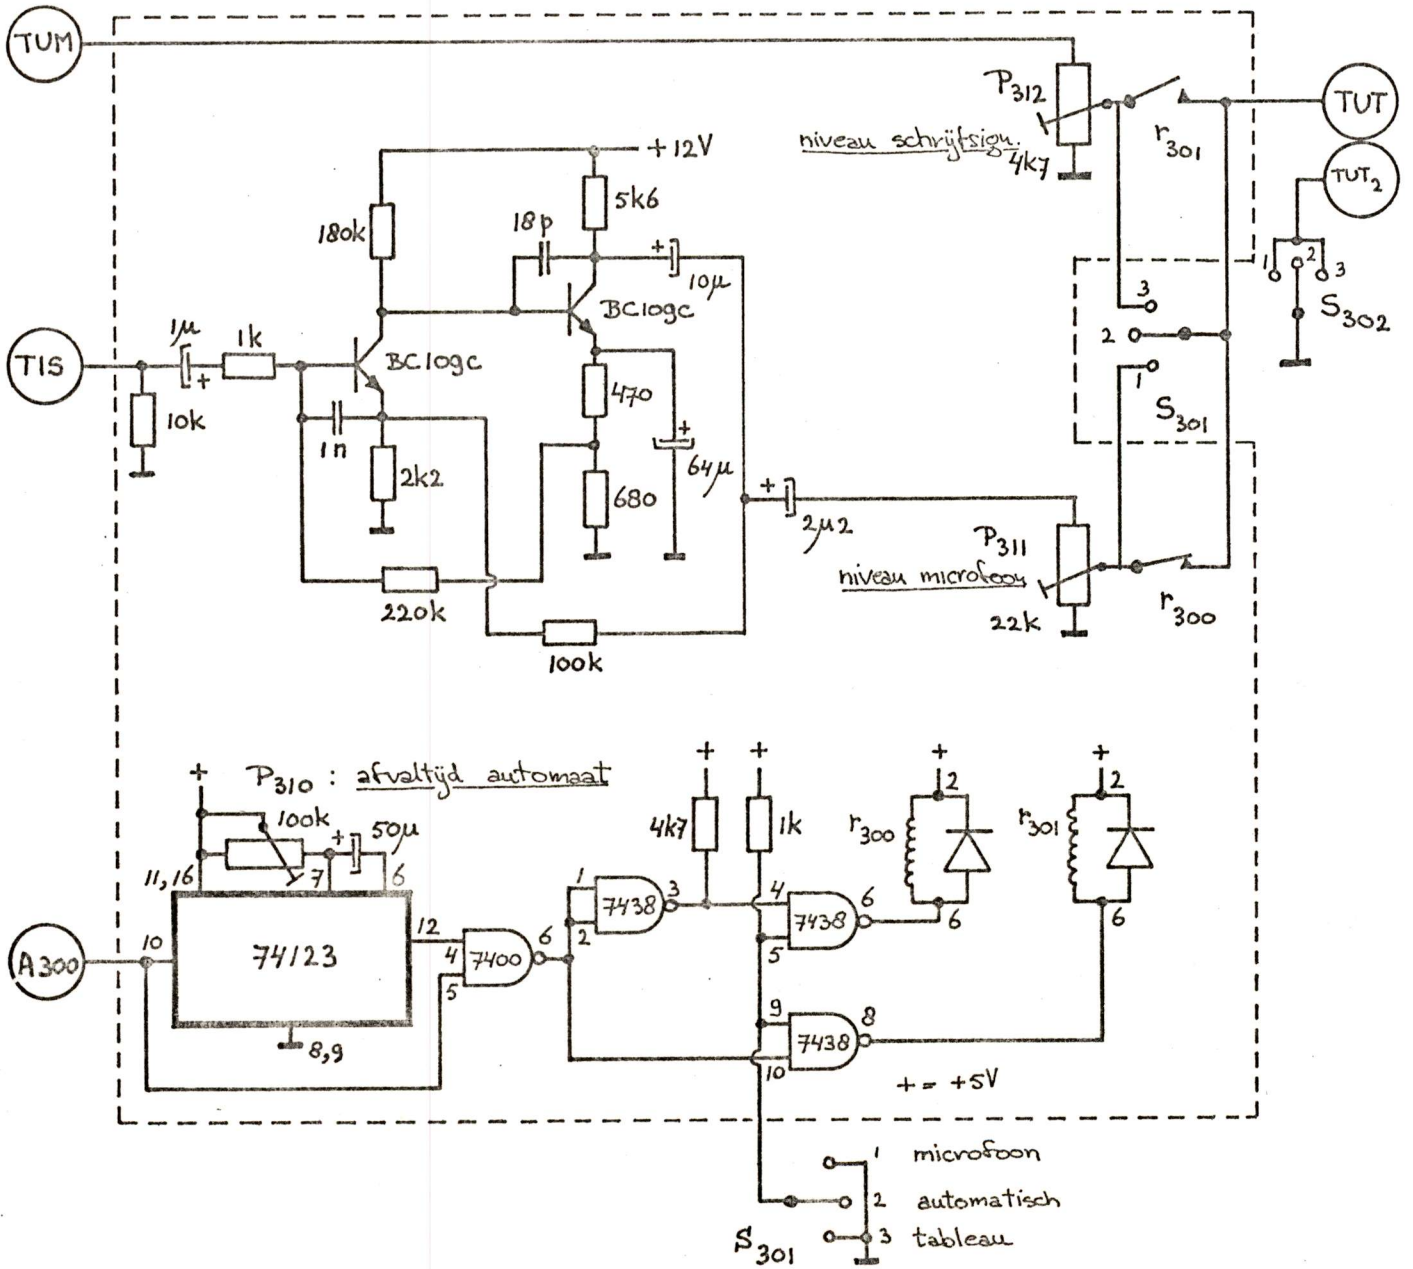 TUM
P312
niveau schrijfsign.
4k7
r301
TUT
TUT2
+12V
5k6
180k
18p
+
10µ
BC109C
1 2 3
S302
3
2
1
S301
TIS
1µ
+
1k
BC109C
10k
1n
2k2
470
680
+
64µ
+
2µ2
P311
niveau microfoon
22k
r300
220k
100k
+ P310 : afvaltijd automaat
100k
+
50µ
11,16
7
6
+
4k7
+
1k
+
2
r300
6
+
2
r301
6
A300
10
74123
12
8,9
4
5
7400
6
1
2
7438
3
4
5
7438
6
9
10
7438
8
+ = +5V
1 microfoon
2 automatisch
3 tableau
S301